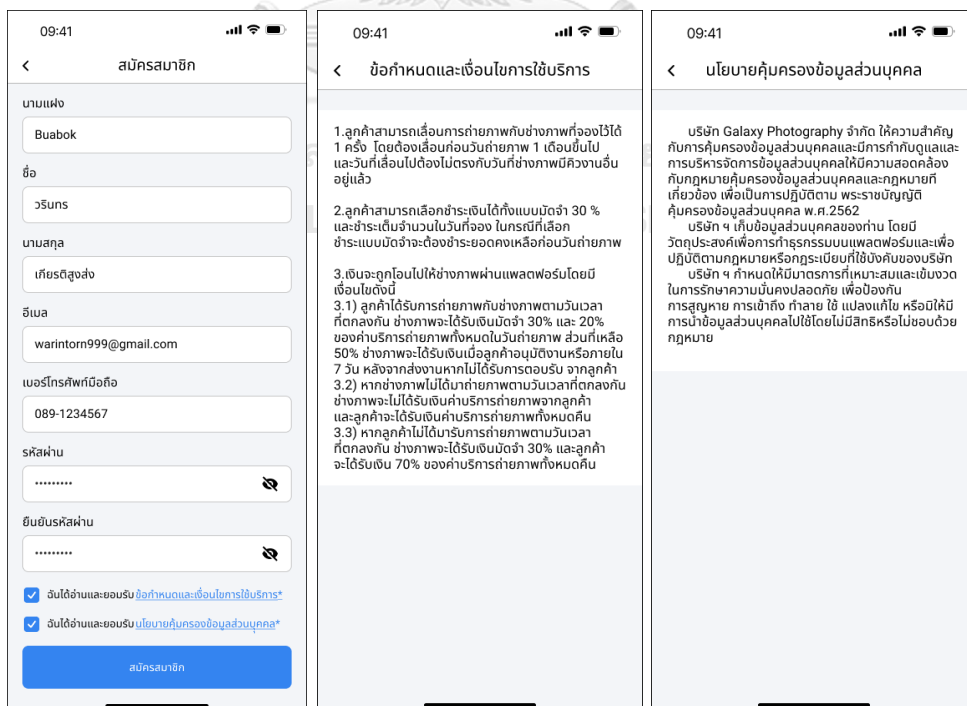 09:41
สมัครสมาชิก
นามแฝง
Buabok
ชื่อ
วรินทร
นามสกุล
เกียรติสูงส่ง
อีเมล
warintorn999@gmail.com
เบอร์โทรศัพท์มือถือ
089-1234567
รหัสผ่าน
•••••••••
ยืนยันรหัสผ่าน
•••••••••
ฉันได้อ่านและยอมรับข้อกำหนดและเงื่อนไขการใช้บริการ*
ฉันได้อ่านและยอมรับนโยบายคุ้มครองข้อมูลส่วนบุคคล*
สมัครสมาชิก
09:41
ข้อกำหนดและเงื่อนไขการใช้บริการ
1.ลูกค้าสามารถเลื่อนการถ่ายภาพกับช่างภาพที่จองไว้ได้
1 ครั้ง โดยต้องเลื่อนก่อนวันถ่ายภาพ 1 เดือนขึ้นไป
และวันที่เลื่อนไปต้องไม่ตรงกับวันที่ช่างภาพมีคิวงานอื่น
อยู่แล้ว
2.ลูกค้าสามารถเลือกชำระเงินได้ทั้งแบบมัดจำ 30 %
และชำระเต็มจำนวนในวันที่จอง ในกรณีที่เลือก
ชำระแบบมัดจำจะต้องชำระยอดคงเหลือก่อนวันถ่ายภาพ
3.เงินจะถูกโอนไปให้ช่างภาพผ่านแพลตฟอร์มโดยมี
เงื่อนไขดังนี้
3.1) ลูกค้าได้รับการถ่ายภาพกับช่างภาพตามวันเวลา
ที่ตกลงกัน ช่างภาพจะได้รับเงินมัดจำ 30% และ 20%
ของค่าบริการถ่ายภาพทั้งหมดในวันถ่ายภาพ ส่วนที่เหลือ
50% ช่างภาพจะได้รับเงินเมื่อลูกค้าอนุมัติงานหรือภายใน
7 วัน หลังจากส่งงานหากไม่ได้รับการตอบรับ จากลูกค้า
3.2) หากช่างภาพไม่ได้มาถ่ายภาพตามวันเวลาที่ตกลงกัน
ช่างภาพจะไม่ได้รับเงินค่าบริการถ่ายภาพจากลูกค้า
และลูกค้าจะได้รับเงินค่าบริการถ่ายภาพทั้งหมดคืน
3.3) หากลูกค้าไม่ได้มารับการถ่ายภาพตามวันเวลา
ที่ตกลงกัน ช่างภาพจะได้รับเงินมัดจำ 30% และลูกค้า
จะได้รับเงิน 70% ของค่าบริการถ่ายภาพทั้งหมดคืน
09:41
นโยบายคุ้มครองข้อมูลส่วนบุคคล
บริษัท Galaxy Photography จำกัด ให้ความสำคัญ
กับการคุ้มครองข้อมูลส่วนบุคคลและมีการกำกับดูแลและ
การบริหารจัดการข้อมูลส่วนบุคคลให้มีความสอดคล้อง
กับกฎหมายคุ้มครองข้อมูลส่วนบุคคลและกฎหมายที
เกี่ยวข้อง เพื่อเป็นการปฏิบัติตาม พระราชบัญญัติ
คุ้มครองข้อมูลส่วนบุคคล พ.ศ.2562
บริษัท ฯ เก็บข้อมูลส่วนบุคคลของท่าน โดยมี
วัตถุประสงค์เพื่อการทำธุรกรรมบนแพลตฟอร์มและเพื่อ
ปฏิบัติตามกฎหมายหรือกฎระเบียบที่ใช้บังคับของบริษัท
บริษัท ฯ กำหนดให้มีมาตรการที่เหมาะสมและเข้มงวด
ในการรักษาความมั่นคงปลอดภัย เพื่อป้องกัน
การสูญหาย การเข้าถึง ทำลาย ใช้ แปลงแก้ไข หรือมิให้มี
การนำข้อมูลส่วนบุคคลไปใช้โดยไม่มีสิทธิหรือไม่ชอบด้วย
กฎหมาย